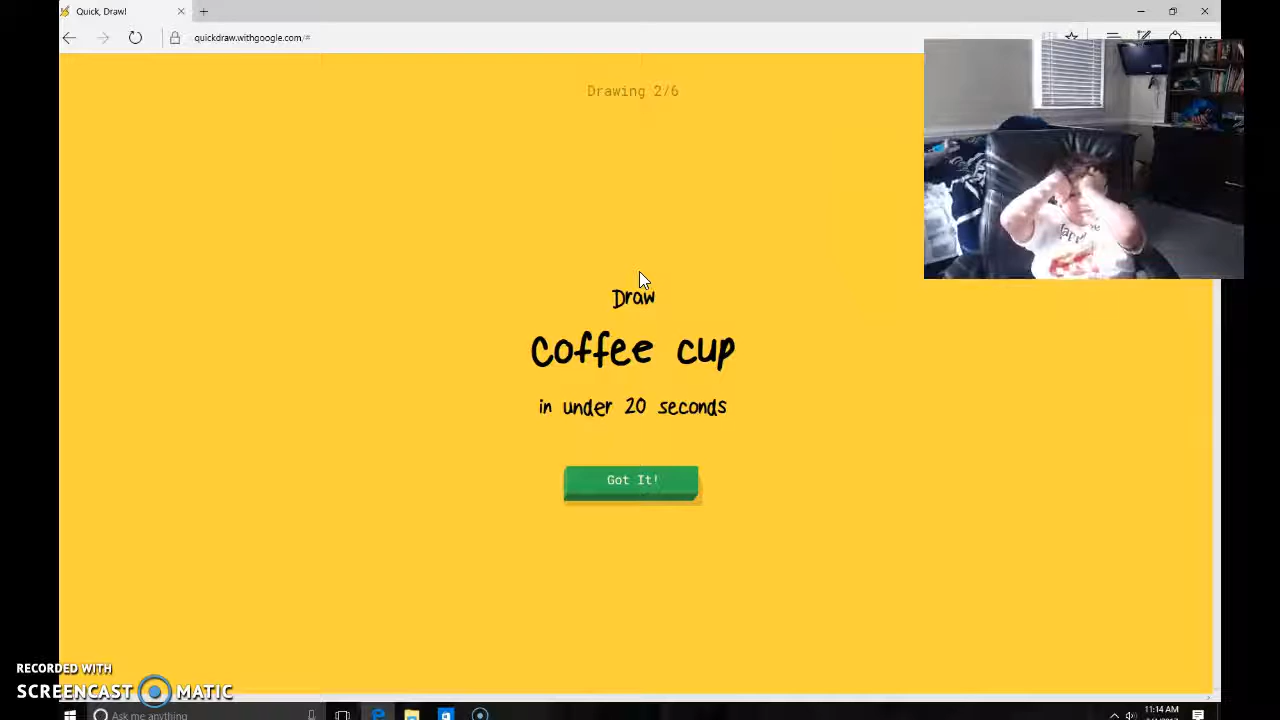 Quick, Draw!
quickdraw.withgoogle.com/#
Drawing 2/6
Draw
coffee cup
in under 20 seconds
Got It!
RECORDED WITH
SCREENCAST MATIC
Ask me anything
11:14 AM